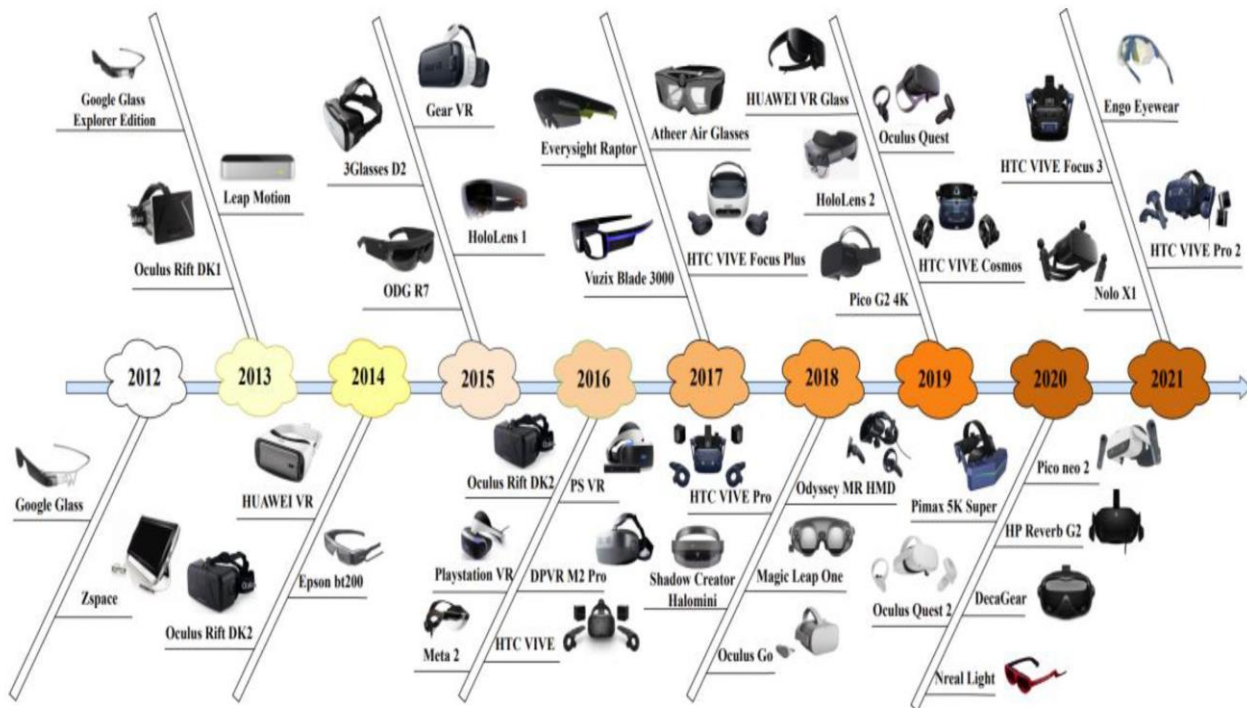 Google Glass
Explorer Edition
Oculus Rift DK1
Leap Motion
3Glasses D2
ODG R7
Gear VR
HoloLens 1
Everysight Raptor
Vuzix Blade 3000
Atheer Air Glasses
HTC VIVE Focus Plus
HUAWEI VR Glass
HoloLens 2
Pico G2 4K
Oculus Quest
HTC VIVE Cosmos
HTC VIVE Focus 3
Nolo X1
Engo Eyewear
HTC VIVE Pro 2
2012
2013
2014
2015
2016
2017
2018
2019
2020
2021
Google Glass
Zspace
HUAWEI VR
Oculus Rift DK2
Epson bt200
Oculus Rift DK2
Playstation VR
Meta 2
PS VR
DPVR M2 Pro
HTC VIVE
HTC VIVE Pro
Shadow Creator
Halomini
Oculus Go
Odyssey MR HMD
Magic Leap One
Pimax 5K Super
Oculus Quest 2
Pico neo 2
HP Reverb G2
DecaGear
Nreal Light